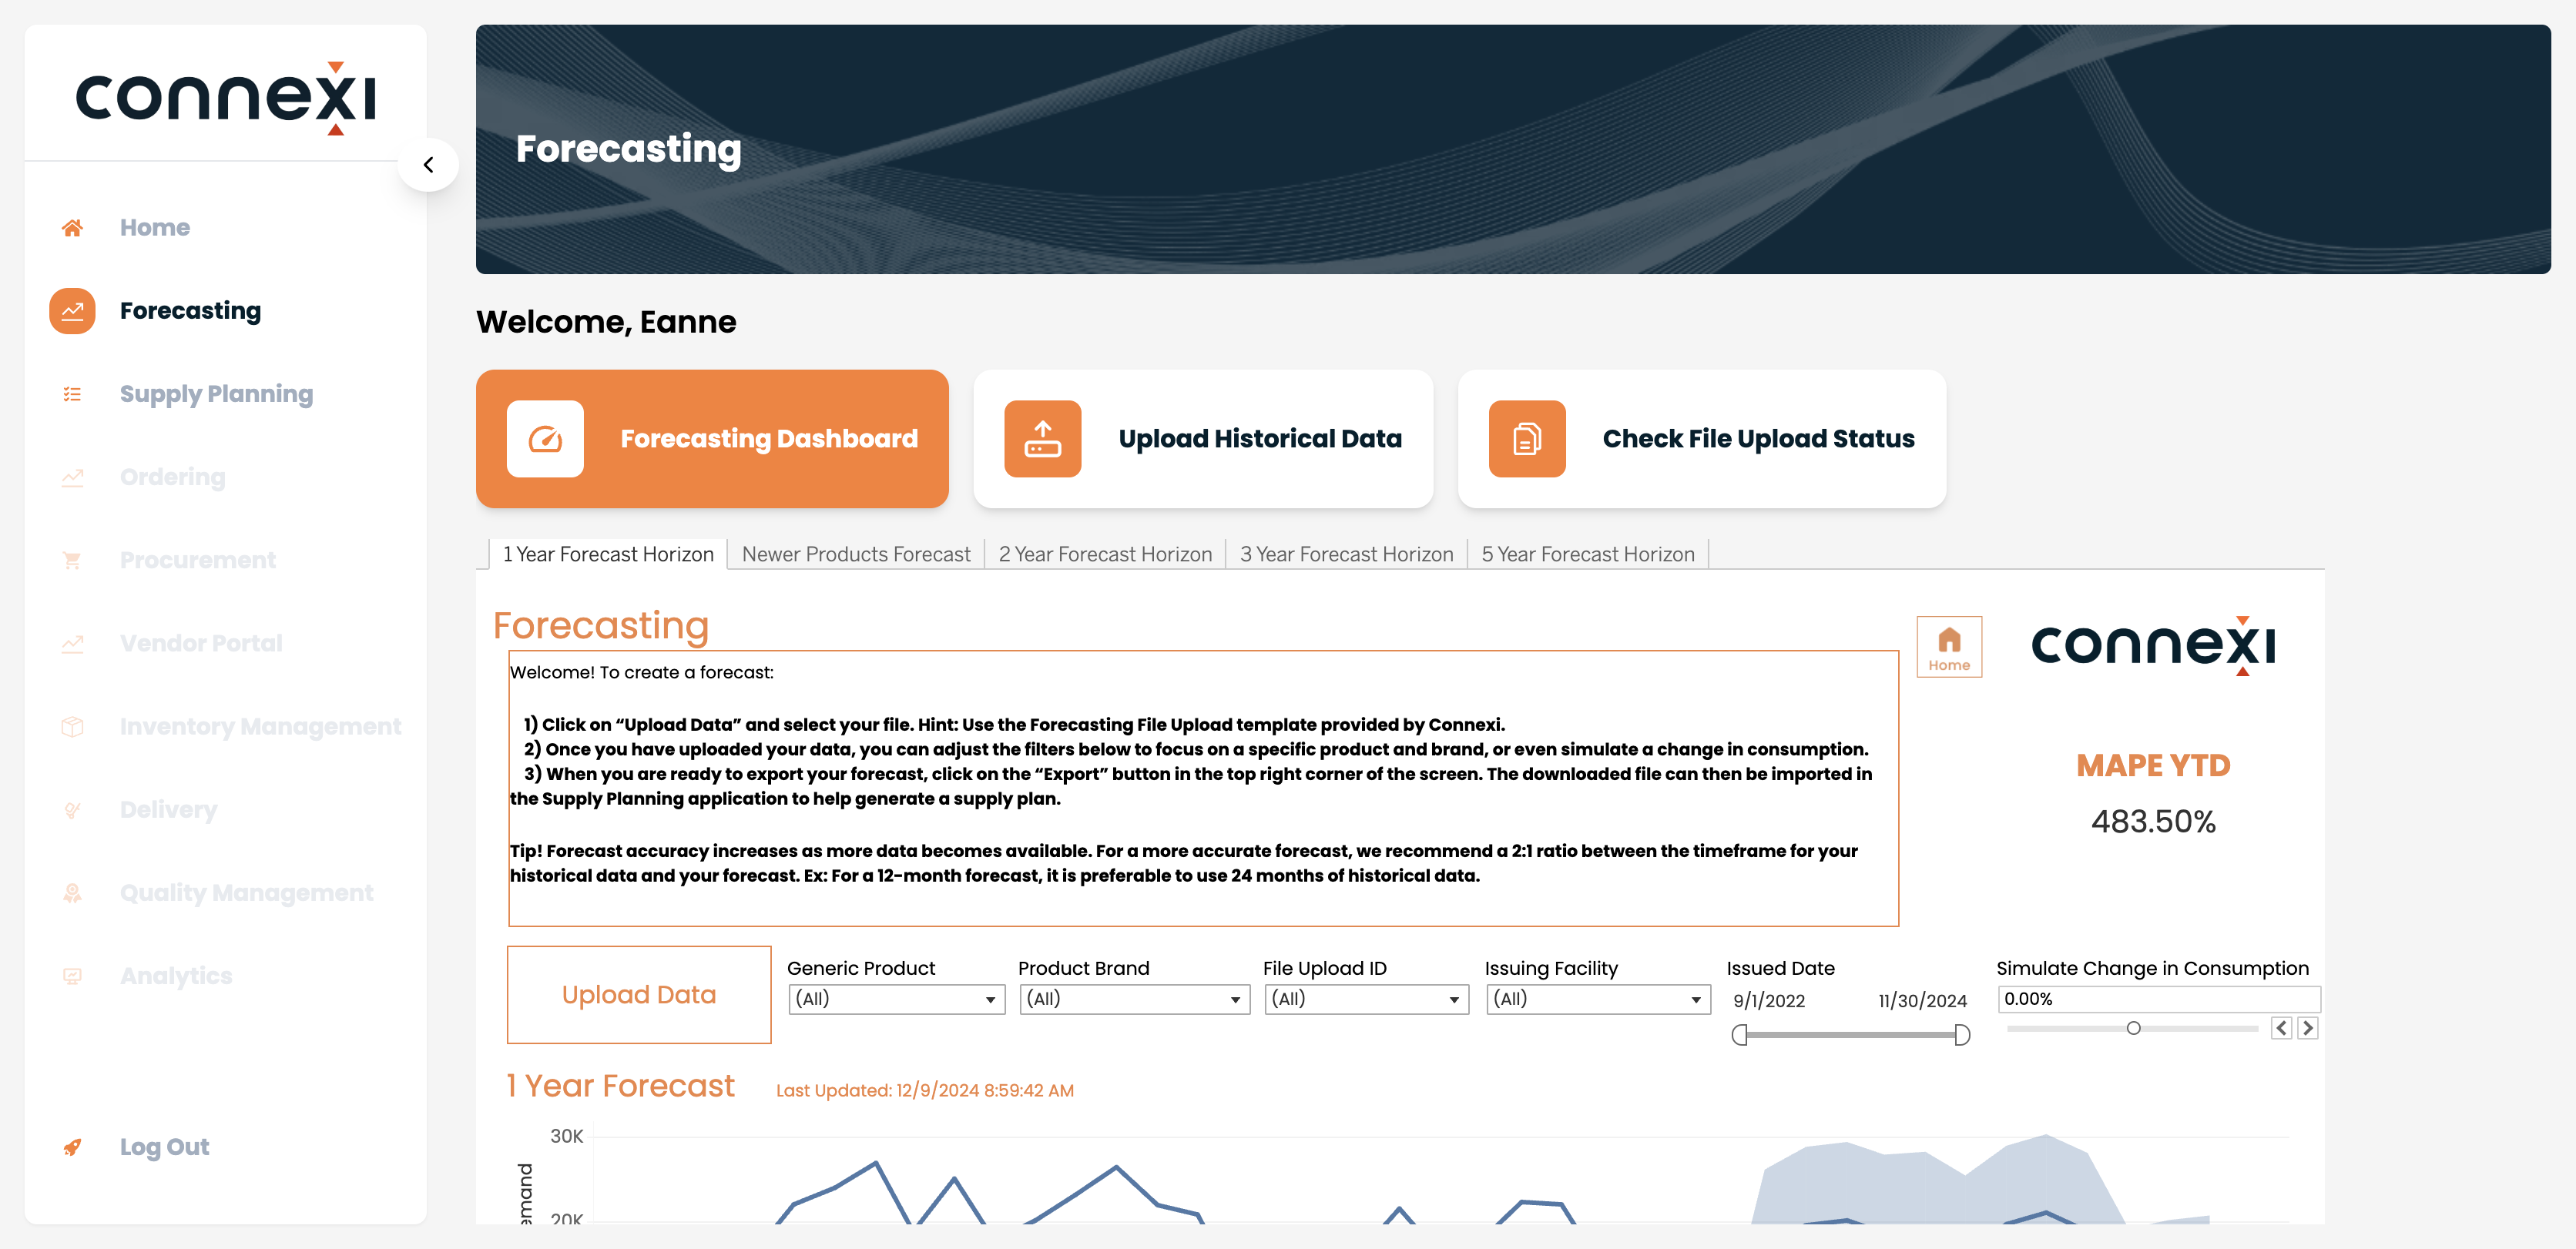 connexi
Forecasting
Home
Forecasting
Supply Planning
Ordering
Procurement
Vendor Portal
Inventory Management
Delivery
Quality Management
Analytics
Log Out
Welcome, Eanne
Forecasting Dashboard
Upload Historical Data
Check File Upload Status
1 Year Forecast Horizon
Newer Products Forecast
2 Year Forecast Horizon
3 Year Forecast Horizon
5 Year Forecast Horizon
Forecasting
Home
connexi
Welcome! To create a forecast:
1) Click on “Upload Data” and select your file. Hint: Use the Forecasting File Upload template provided by Connexi.
2) Once you have uploaded your data, you can adjust the filters below to focus on a specific product and brand, or even simulate a change in consumption.
3) When you are ready to export your forecast, click on the “Export” button in the top right corner of the screen. The downloaded file can then be imported in
the Supply Planning application to help generate a supply plan.
Tip! Forecast accuracy increases as more data becomes available. For a more accurate forecast, we recommend a 2:1 ratio between the timeframe for your
historical data and your forecast. Ex: For a 12-month forecast, it is preferable to use 24 months of historical data.
MAPE YTD
483.50%
Upload Data
Generic Product
(All)
Product Brand
(All)
File Upload ID
(All)
Issuing Facility
(All)
Issued Date
9/1/2022
11/30/2024
Simulate Change in Consumption
0.00%
1 Year Forecast
Last Updated: 12/9/2024 8:59:42 AM
30K
20K